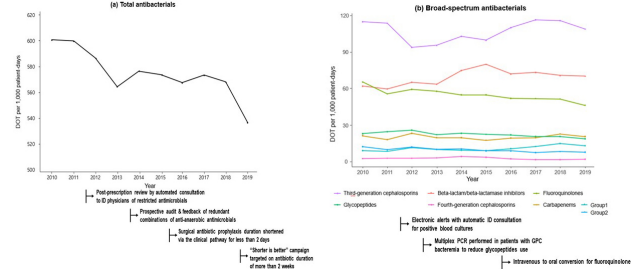 (a) Total antibacterials
DOT per 1,000 patient-days
620
600
580
560
540
520
500
2010 2011 2012 2013 2014 2015 2016 2017 2018 2019
Year
Post-prescription review by automated consultation
to ID physicians of restricted antimicrobials
Prospective audit & feedback of redundant
combinations of anti-anaerobic antimicrobials
Surgical antibiotic prophylaxis duration shortened
via the clinical pathway for less than 2 days
"Shorter is better" campaign
targeted on antibiotic duration
of more than 2 weeks
(b) Broad-spectrum antibacterials
DOT per 1,000 patient-days
120
90
60
30
0
2010 2011 2012 2013 2014 2015 2016 2017 2018 2019
Year
Third-generation cephalosporins Beta-lactam/beta-lactamase inhibitors Fluoroquinolones
Glycopeptides Fourth-generation cephalosporins Carbapenems Group1
Group2
Electronic alerts with automatic ID consultation
for positive blood cultures
Multiplex PCR performed in patients with GPC
bacteremia to reduce glycopeptides use
Intravenous to oral conversion for fluoroquinolone